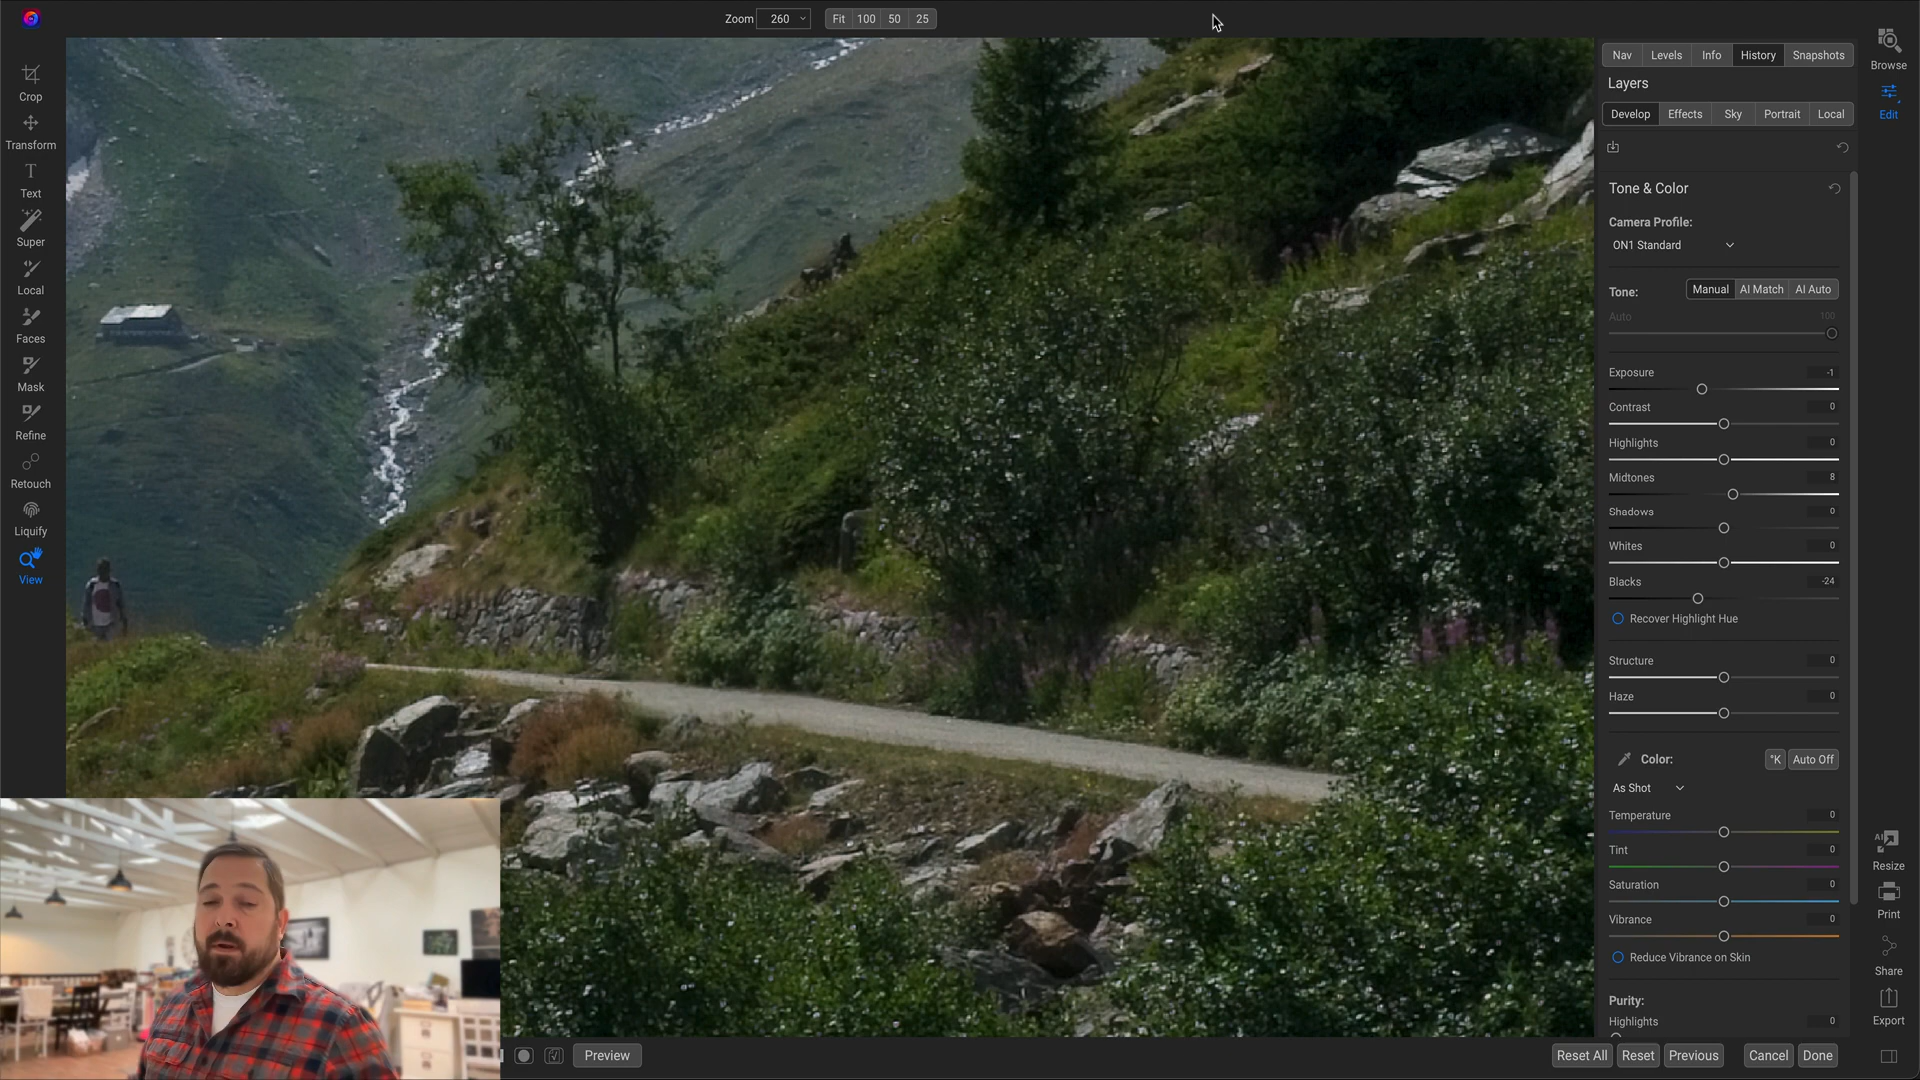 Zoom 260 Fit 100 50 25
Crop
Transform
Text
Super
Local
Faces
Mask
Refine
Retouch
Liquify
View
Nav Levels Info History Snapshots
Layers
Develop Effects Sky Portrait Local
Tone & Color
Camera Profile:
ON1 Standard
Tone: Manual AI Match AI Auto
Auto 100
Exposure -1
Contrast 0
Highlights 0
Midtones 8
Shadows 0
Whites 0
Blacks -24
Recover Highlight Hue
Structure 0
Haze 0
Color: °K Auto Off
As Shot
Temperature 0
Tint 0
Saturation 0
Vibrance 0
Reduce Vibrance on Skin
Purity:
Highlights 0
Browse
Edit
AI
Resize
Print
Share
Export
Preview
Reset All Reset Previous Cancel Done